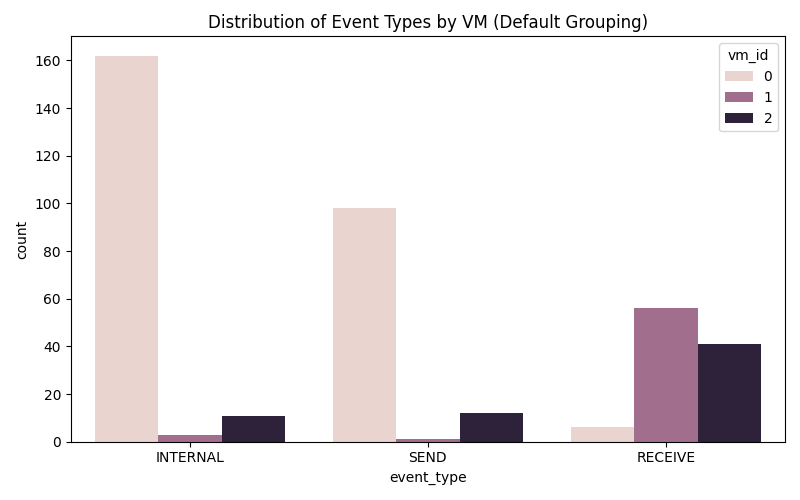 Distribution of Event Types by VM (Default Grouping)
vm_id
0
1
2
160
140
120
100
80
60
40
20
0
count
INTERNAL
SEND
RECEIVE
event_type